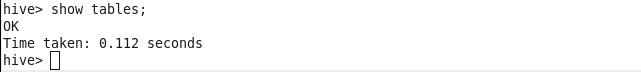 hive> show tables;
OK
Time taken: 0.112 seconds
hive>